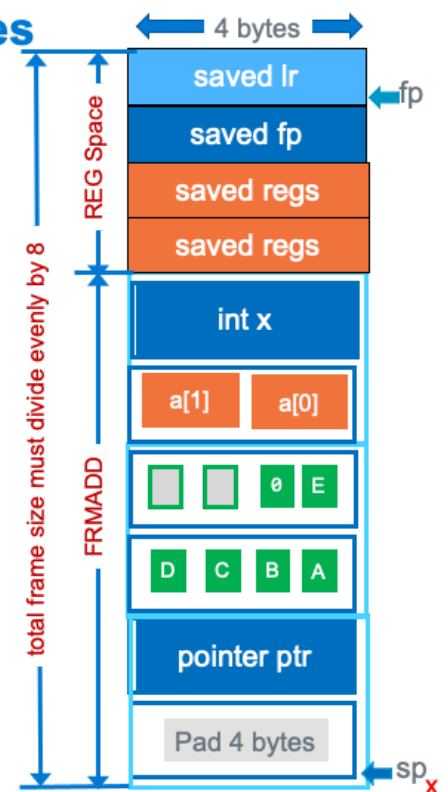 es
4 bytes
saved lr
fp
saved fp
saved regs
saved regs
REG Space
total frame size must divide evenly by 8
FRMADD
int x
a[1] a[0]
0 E
D C B A
pointer ptr
Pad 4 bytes
sp
x